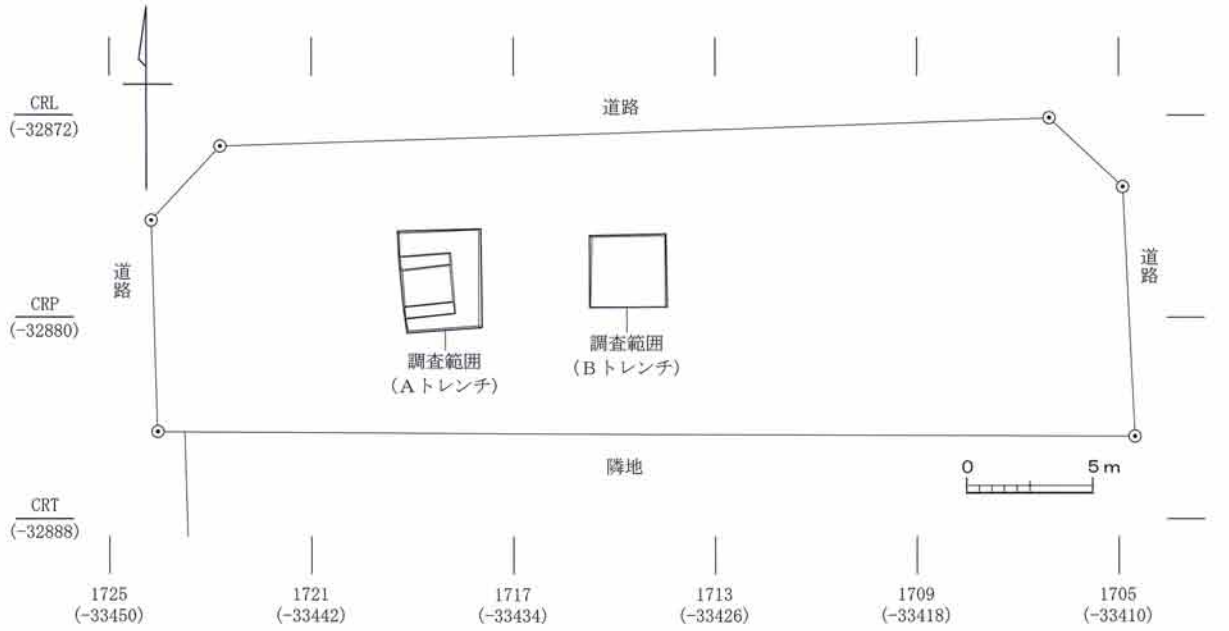 CRL
(-32872)
道路
道路
道路
CRP
(-32880)
調査範囲
(Aトレンチ)
調査範囲
(Bトレンチ)
隣地
0 5m
CRT
(-32888)
1725 1721 1717 1713 1709 1705
(-33450) (-33442) (-33434) (-33426) (-33418) (-33410)